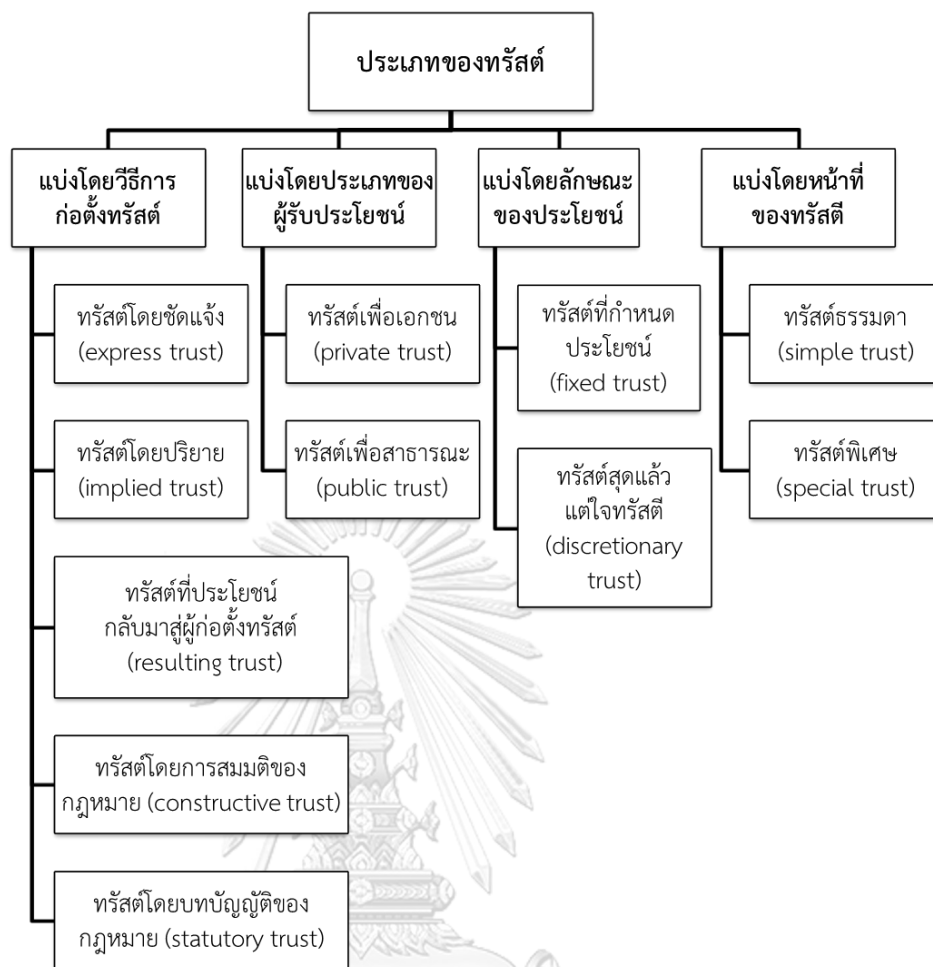 ประเภทของทรัสต์
แบ่งโดยวิธีการ
ก่อตั้งทรัสต์
ทรัสต์โดยชัดแจ้ง
(express trust)
ทรัสต์โดยปริยาย
(implied trust)
ทรัสต์ที่ประโยชน์
กลับมาสู่ผู้ก่อตั้งทรัสต์
(resulting trust)
ทรัสต์โดยการสมมติของ
กฎหมาย (constructive trust)
ทรัสต์โดยบทบัญญัติของ
กฎหมาย (statutory trust)
แบ่งโดยประเภทของ
ผู้รับประโยชน์
ทรัสต์เพื่อเอกชน
(private trust)
ทรัสต์เพื่อสาธารณะ
(public trust)
แบ่งโดยลักษณะ
ของประโยชน์
ทรัสต์ที่กำหนด
ประโยชน์
(fixed trust)
ทรัสต์สุดแล้ว
แต่ใจทรัสตี
(discretionary
trust)
แบ่งโดยหน้าที่
ของทรัสตี
ทรัสต์ธรรมดา
(simple trust)
ทรัสต์พิเศษ
(special trust)